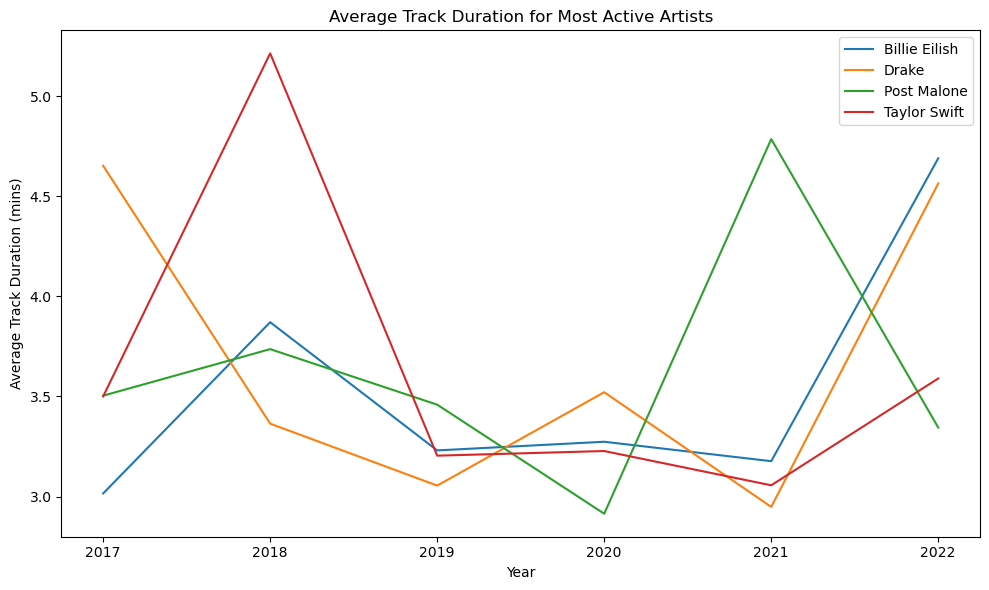 Average Track Duration for Most Active Artists
Billie Eilish
Drake
Post Malone
Taylor Swift
Average Track Duration (mins)
5.0
4.5
4.0
3.5
3.0
2017 2018 2019 2020 2021 2022
Year